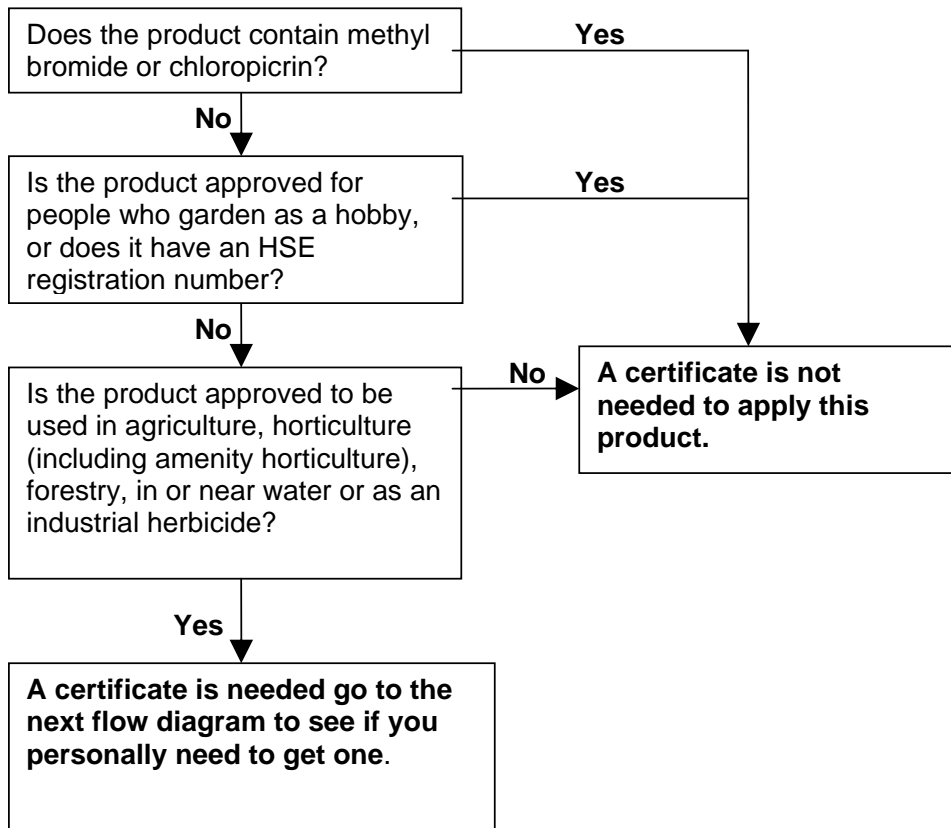 Does the product contain methyl
bromide or chloropicrin?
Yes
No
Is the product approved for
people who garden as a hobby,
or does it have an HSE
registration number?
Yes
No
Is the product approved to be
used in agriculture, horticulture
(including amenity horticulture),
forestry, in or near water or as an
industrial herbicide?
No
A certificate is not
needed to apply this
product.
Yes
A certificate is needed go to the
next flow diagram to see if you
personally need to get one.